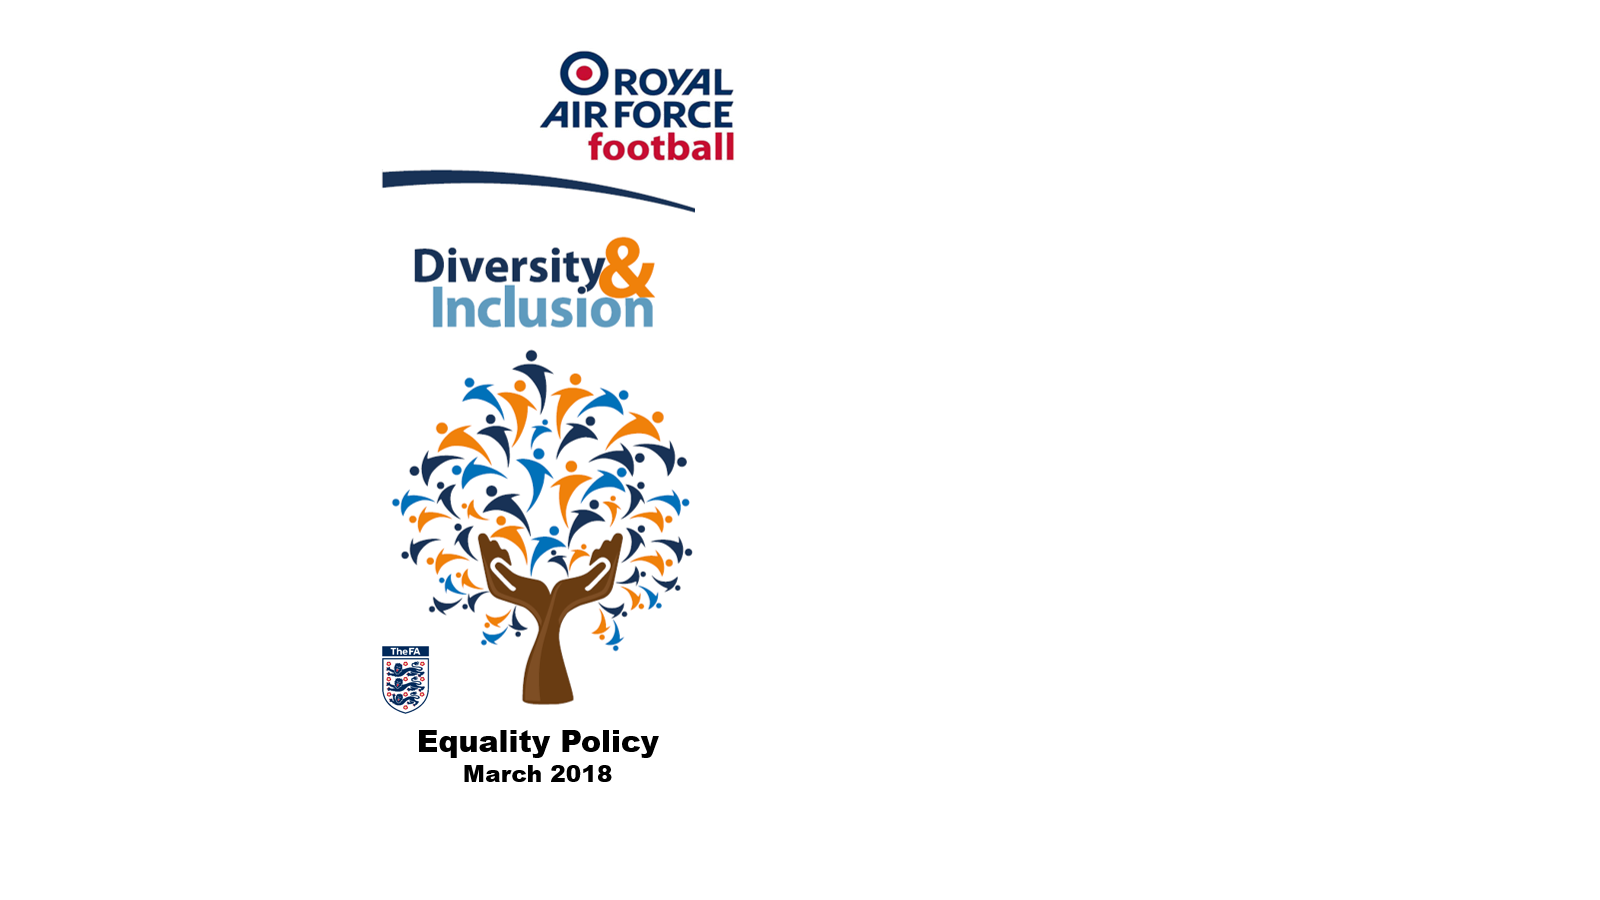 ROYAL
AIR FORCE
football
Diversity &
Inclusion
TheFA
Equality Policy
March 2018